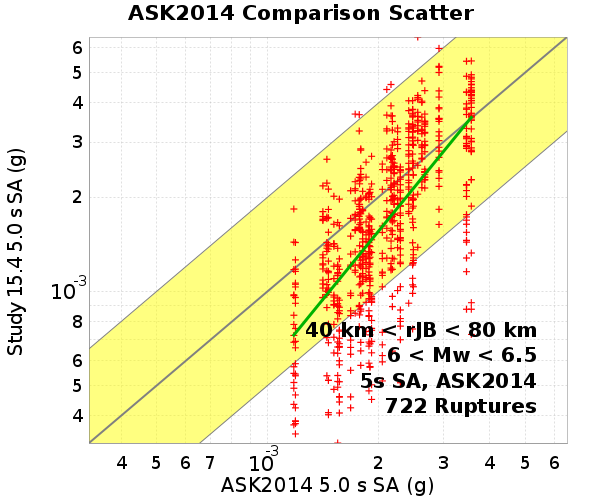 ASK2014 Comparison Scatter
Study 15.4 5.0 s SA (g)
6
5
4
3
2
10-3
8
6
5
4
40 km < rJB < 80 km
6 < Mw < 6.5
5s SA, ASK2014
722 Ruptures
4 5 6 7 10-3 2 3 4 5 6
ASK2014 5.0 s SA (g)